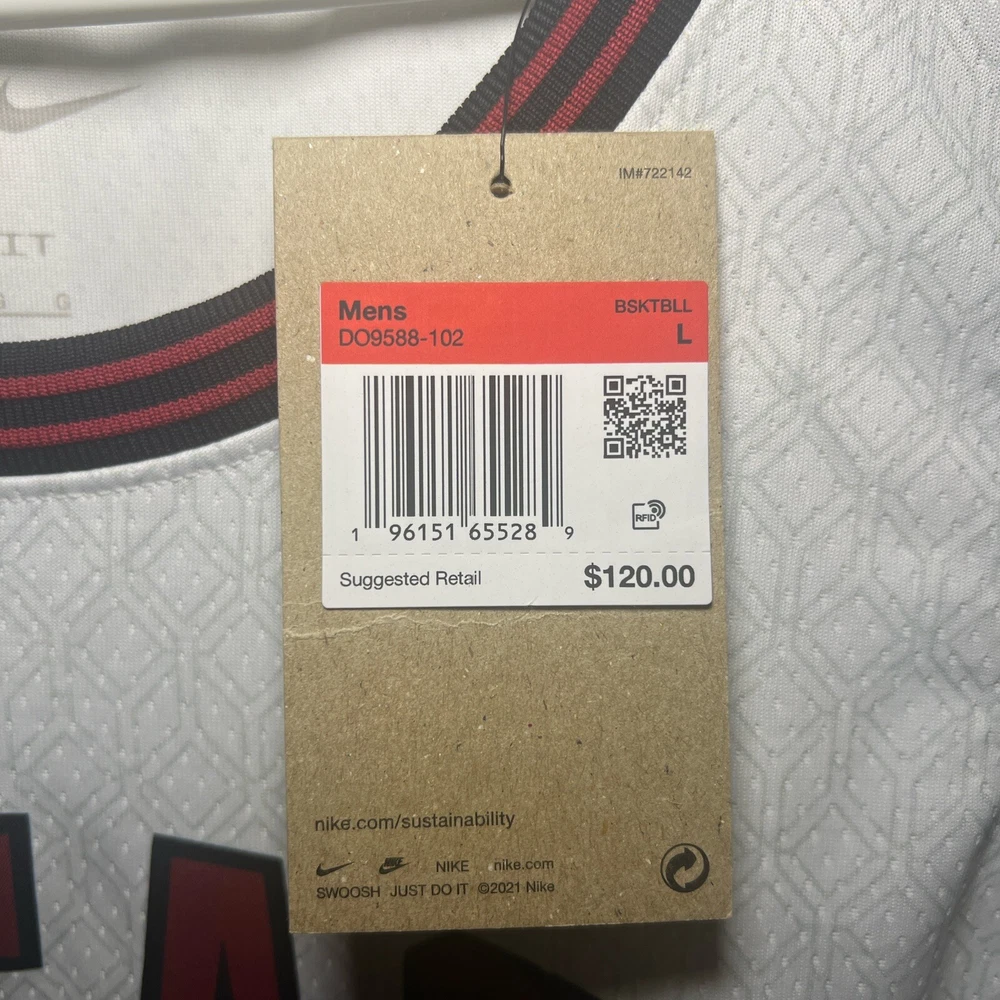 IM#722142
Mens
BSKTBLL
DO9588-102
L
RFID
1 96151 65528 9
Suggested Retail
$120.00
nike.com/sustainability
NIKE nike.com
SWOOSH JUST DO IT ©2021 Nike
IT
G